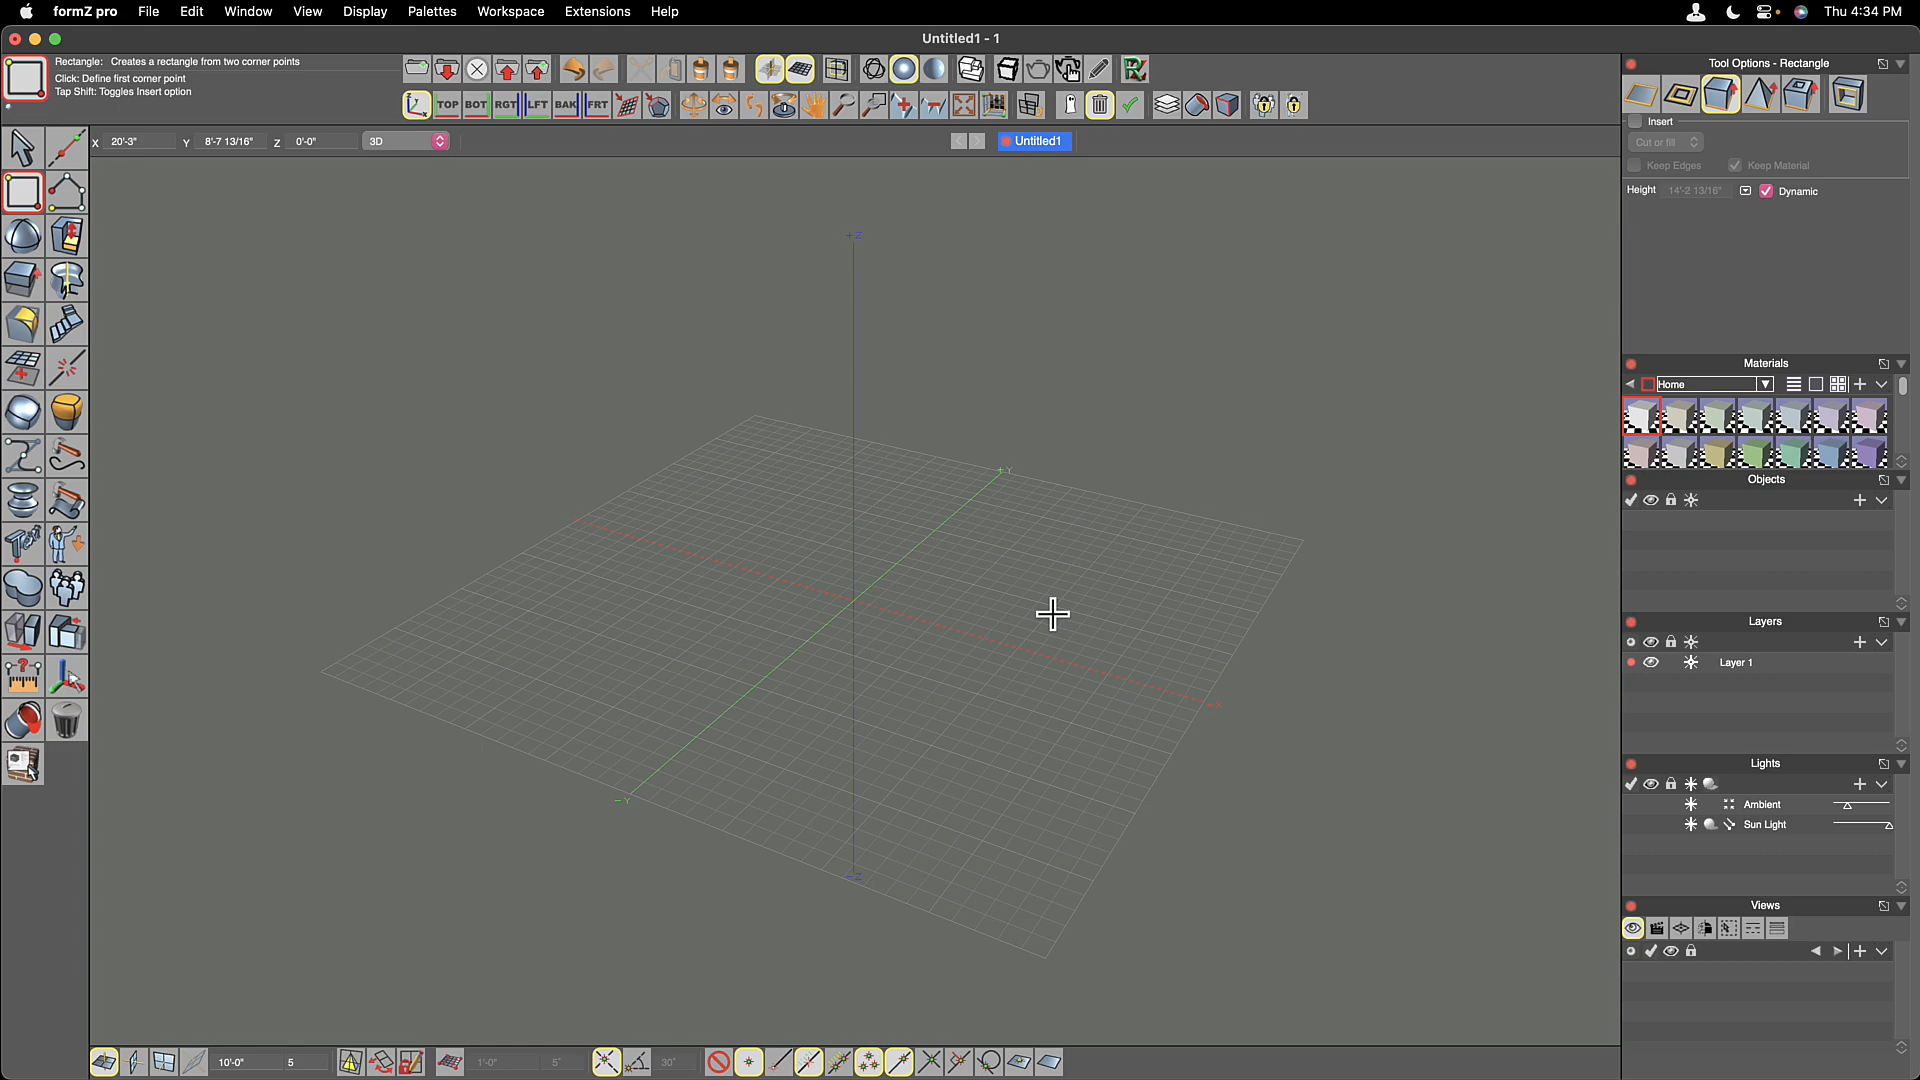 formZ pro File Edit Window View Display Palettes Workspace Extensions Help Thu 4:34 PM
Untitled1 - 1
Rectangle: Creates a rectangle from two corner points
Click: Define first corner point
Tap Shift: Toggles Insert option
TOP BOT RGT LFT BAK FRT
X 20'-3" Y 8'-7 13/16" Z 0'-0" 3D
Untitled1
+Z
+Y
-X
-Y
-Z
Tool Options - Rectangle
Insert
Cut or fill
Keep Edges Keep Material
Height 14'-2 13/16" Dynamic
Materials
Home
Objects
Layers
Layer 1
Lights
Ambient
Sun Light
Views
10'-0" 5 1'-0" 5° 30°